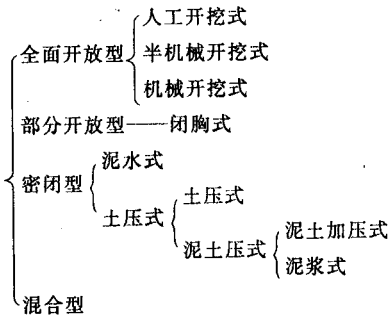 人工开挖式
全面开放型
半机械开挖式
机械开挖式
部分开放型——闭胸式
泥水式
密闭型
土压式
土压式
泥土压式
泥土加压式
泥浆式
混合型